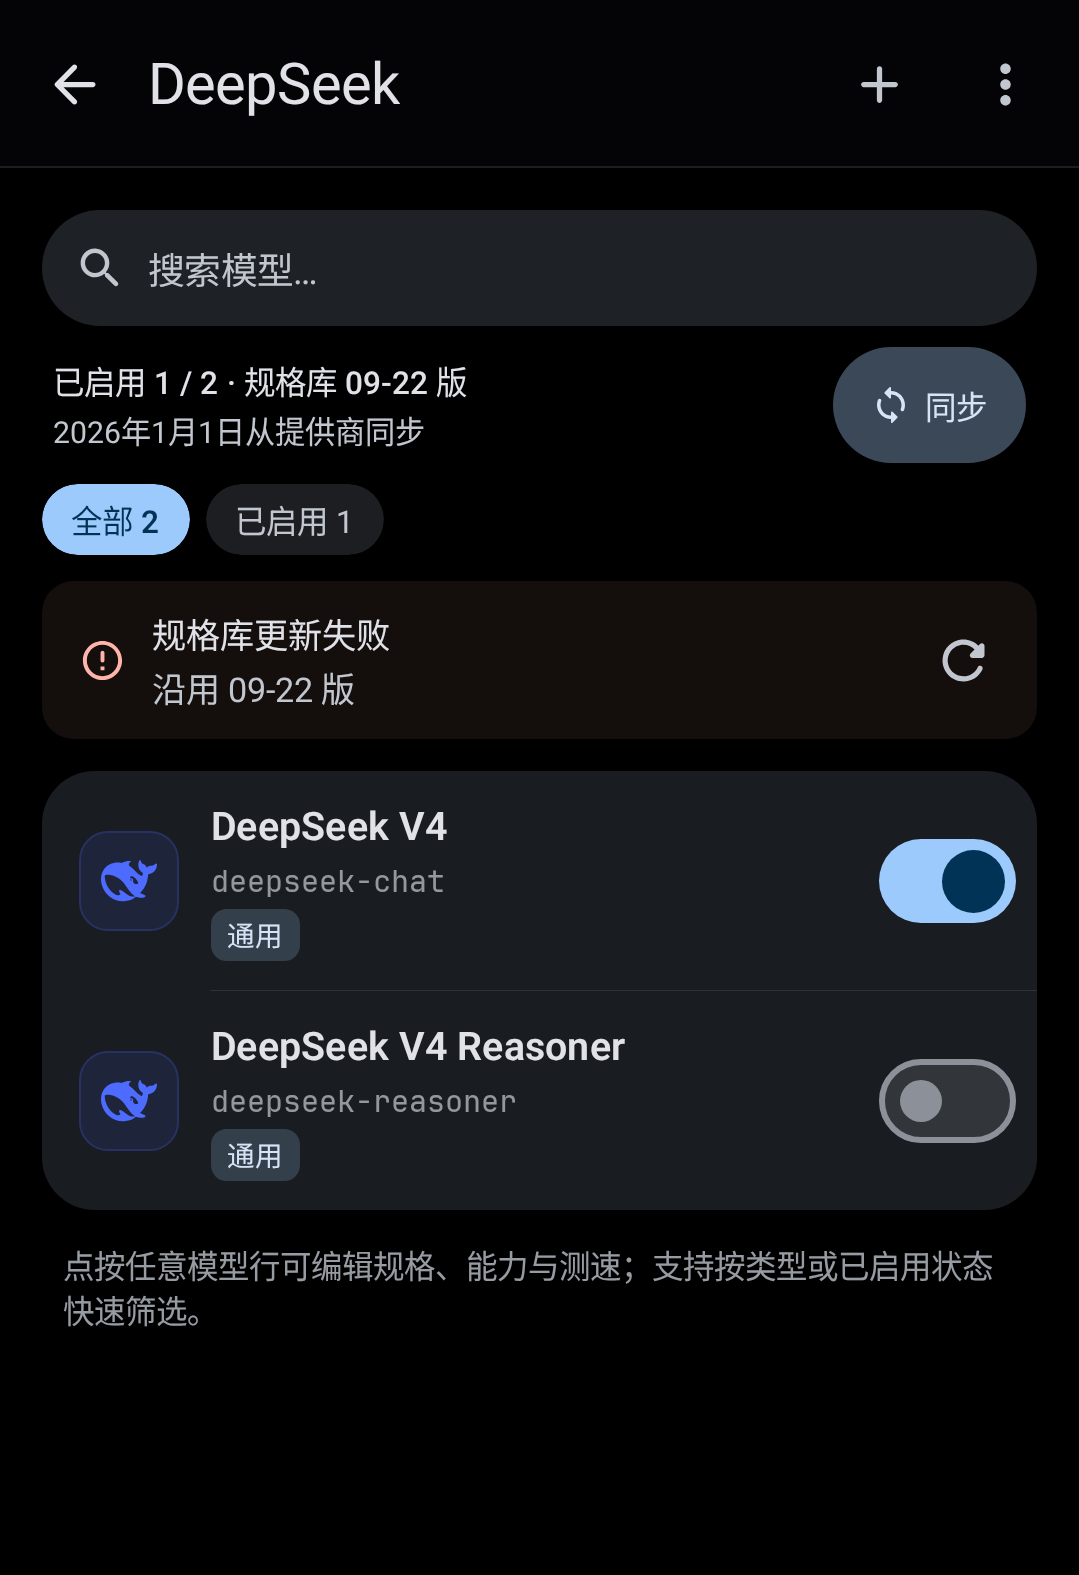 DeepSeek
搜索模型...
已启用 1 / 2 · 规格库 09-22 版
2026年1月1日从提供商同步
同步
全部 2
已启用 1
规格库更新失败
沿用 09-22 版
DeepSeek V4
deepseek-chat
通用
DeepSeek V4 Reasoner
deepseek-reasoner
通用
点按任意模型行可编辑规格、能力与测速；支持按类型或已启用状态
快速筛选。